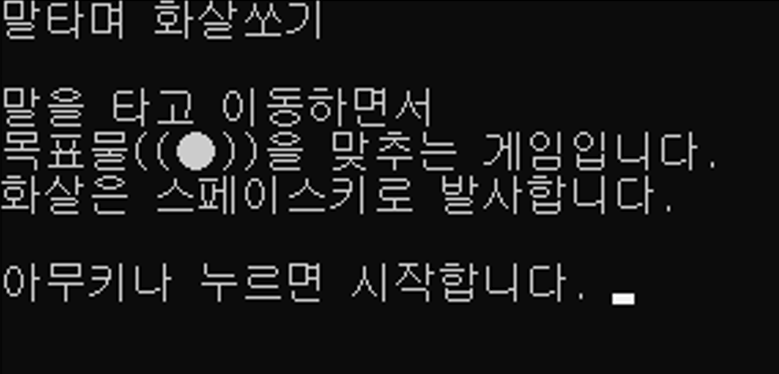 말타며 화살쏘기
말을 타고 이동하면서
목표물((●))을 맞추는 게임입니다.
화살은 스페이스키로 발사합니다.
아무키나 누르면 시작합니다.